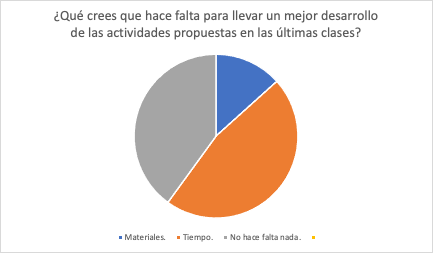 ¿Qué crees que hace falta para llevar un mejor desarrollo
de las actividades propuestas en las últimas clases?
Materiales. Tiempo. No hace falta nada.